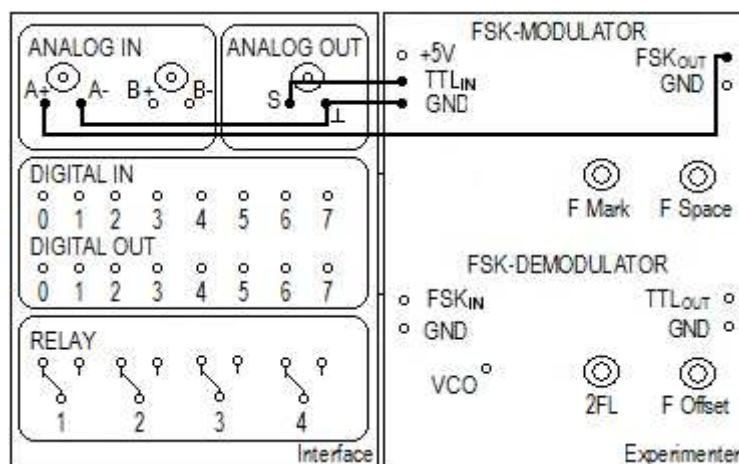 ANALOG IN
A+ A- B+ B-
ANALOG OUT
S ⊥
DIGITAL IN
0 1 2 3 4 5 6 7
DIGITAL OUT
0 1 2 3 4 5 6 7
RELAY
1 2 3 4
Interface
FSK-MODULATOR
+5V
TTLIN
GND
FSKOUT
GND
F Mark F Space
FSK-DEMODULATOR
FSKIN
GND
TTLOUT
GND
VCO
2FL F Offset
Experimenter